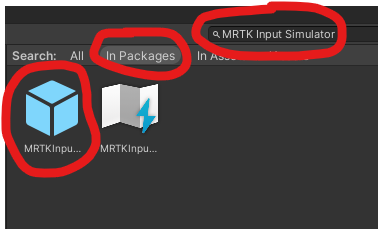 MRTK Input Simulator
Search: All In Packages In Ass
MRTKInpu... MRTKInpu...